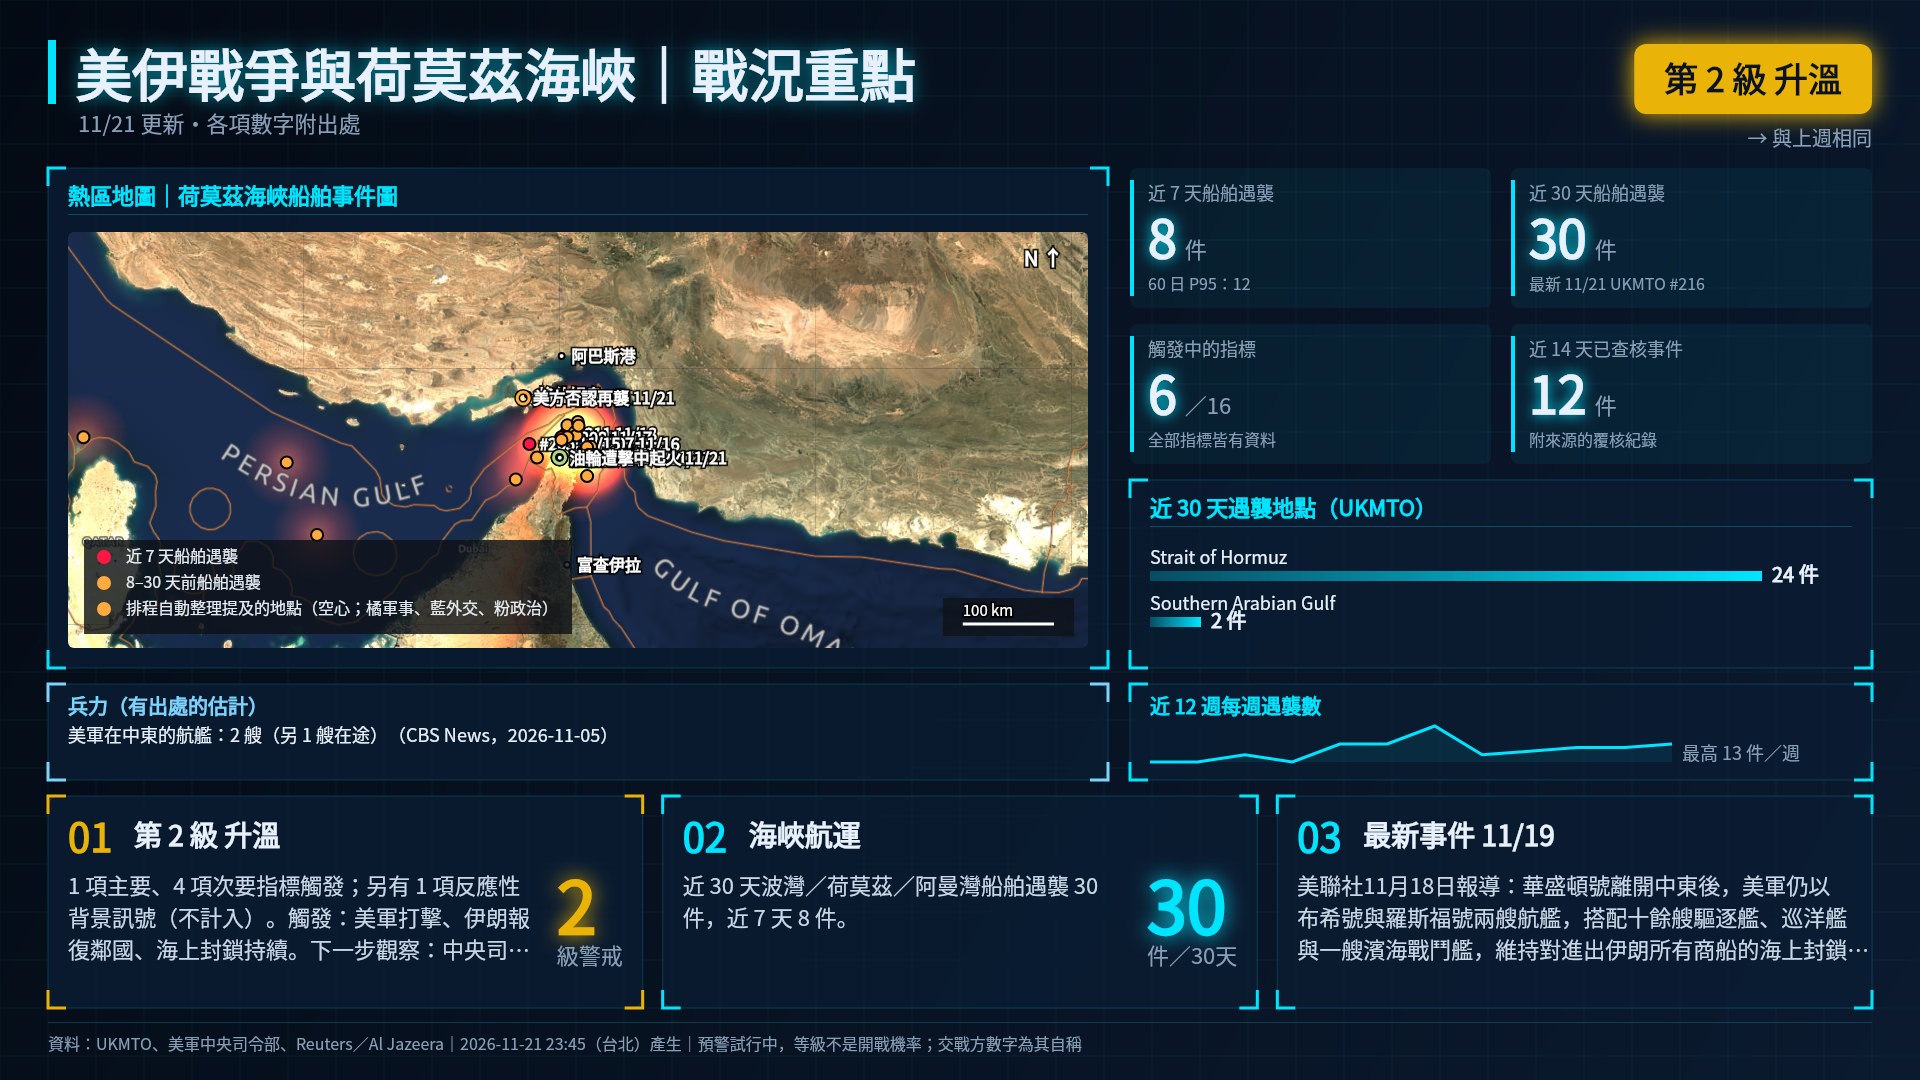 美伊戰爭與荷莫茲海峽｜戰況重點
11/21 更新・各項數字附出處
第 2 級 升溫
→ 與上週相同
熱區地圖｜荷莫茲海峽船舶事件圖
N ↑
阿巴斯港
美方否認再襲 11/21
油輪遭擊中起火 11/21
PERSIAN GULF
富查伊拉
GULF OF OMA
近 7 天船舶遇襲
8–30 天前船舶遇襲
排程自動整理提及的地點（空心；橘軍事、藍外交、粉政治）
100 km
近 7 天船舶遇襲
8 件
60 日 P95：12
近 30 天船舶遇襲
30 件
最新 11/21 UKMTO #216
觸發中的指標
6 ／16
全部指標皆有資料
近 14 天已查核事件
12 件
附來源的覆核紀錄
近 30 天遇襲地點（UKMTO）
Strait of Hormuz
24 件
Southern Arabian Gulf
2 件
兵力（有出處的估計）
美軍在中東的航艦：2 艘（另 1 艘在途）（CBS News，2026-11-05）
近 12 週每週遇襲數
最高 13 件／週
01 第 2 級 升溫
1 項主要、4 項次要指標觸發；另有 1 項反應性
背景訊號（不計入）。觸發：美軍打擊、伊朗報
復鄰國、海上封鎖持續。下一步觀察：中央司…
2
級警戒
02 海峽航運
近 30 天波灣／荷莫茲／阿曼灣船舶遇襲 30
件，近 7 天 8 件。
30
件／30天
03 最新事件 11/19
美聯社11月18日報導：華盛頓號離開中東後，美軍仍以
布希號與羅斯福號兩艘航艦，搭配十餘艘驅逐艦、巡洋艦
與一艘濱海戰鬥艦，維持對進出伊朗所有商船的海上封鎖…
資料：UKMTO、美軍中央司令部、Reuters／Al Jazeera｜2026-11-21 23:45（台北）產生｜預警試行中，等級不是開戰機率；交戰方數字為其自稱